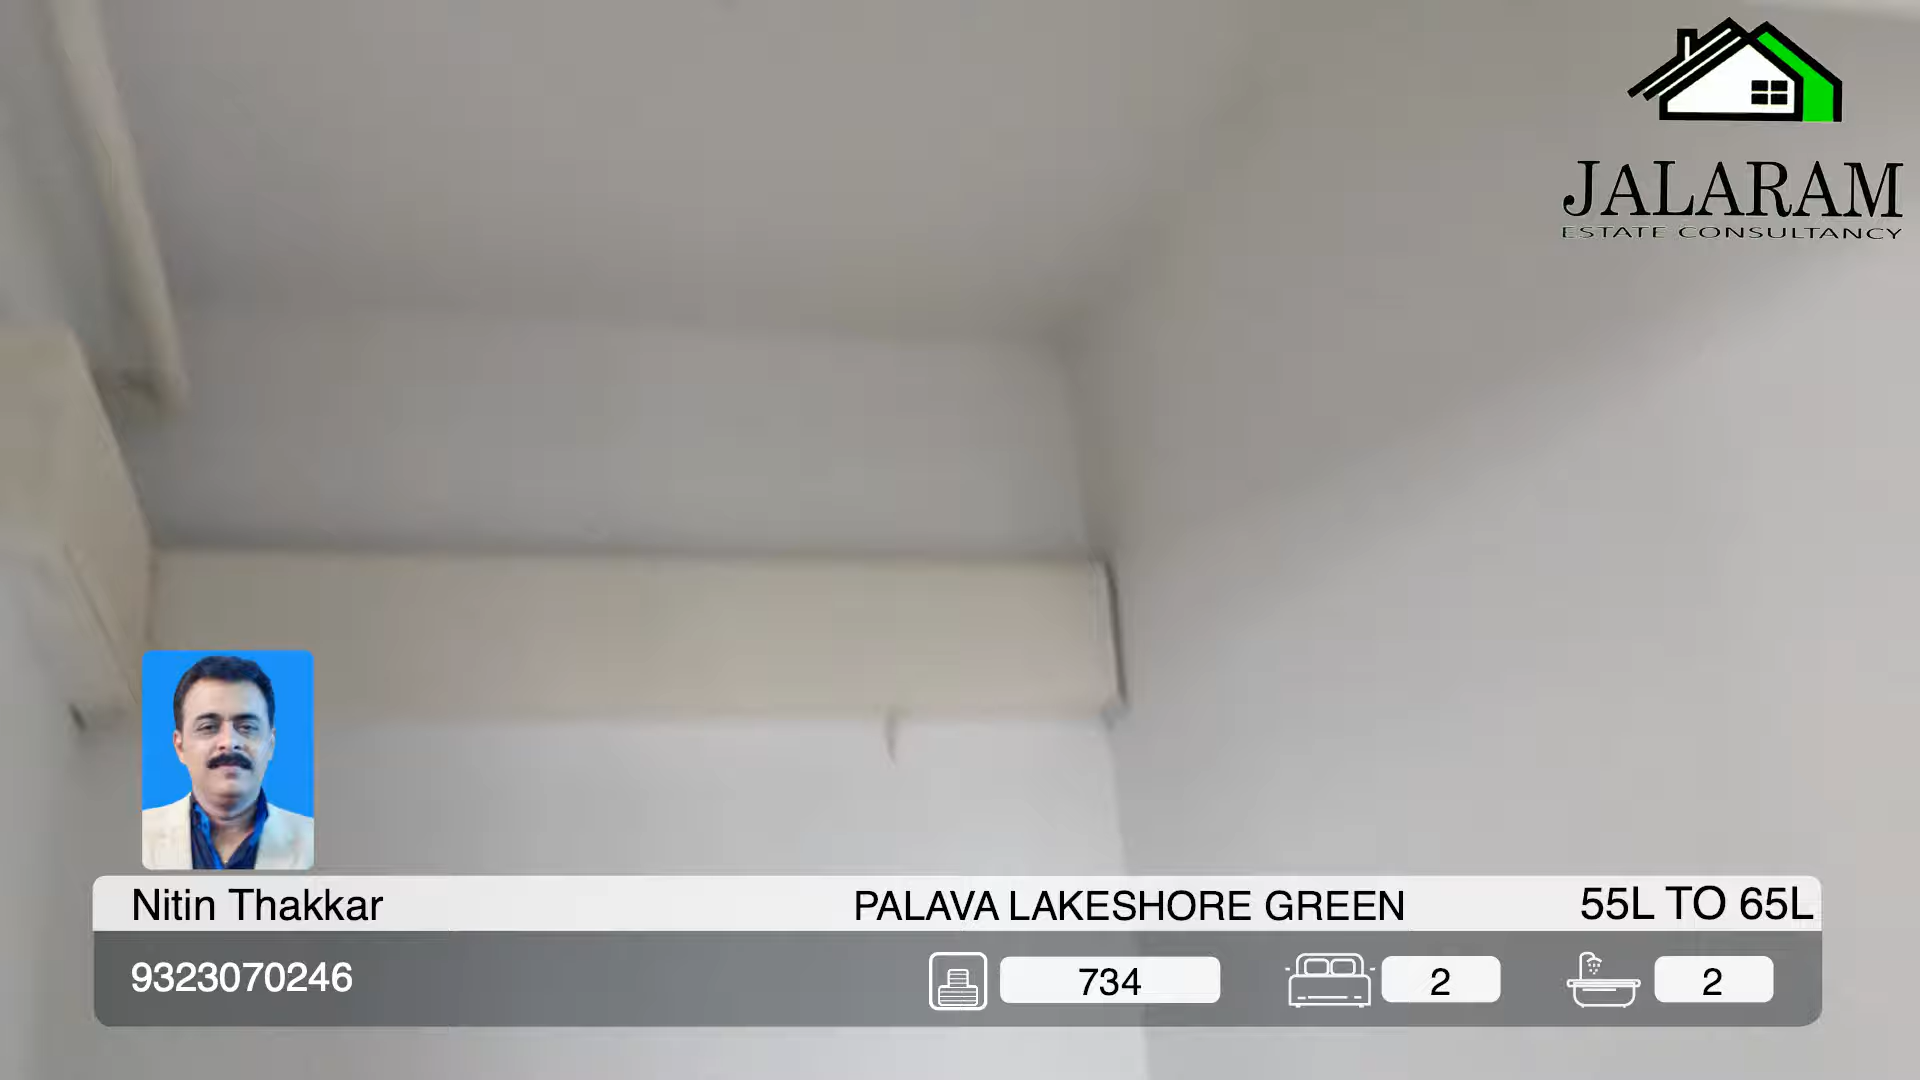 JALARAM
ESTATE CONSULTANCY
Nitin Thakkar
PALAVA LAKESHORE GREEN
55L TO 65L
9323070246
734
2
2